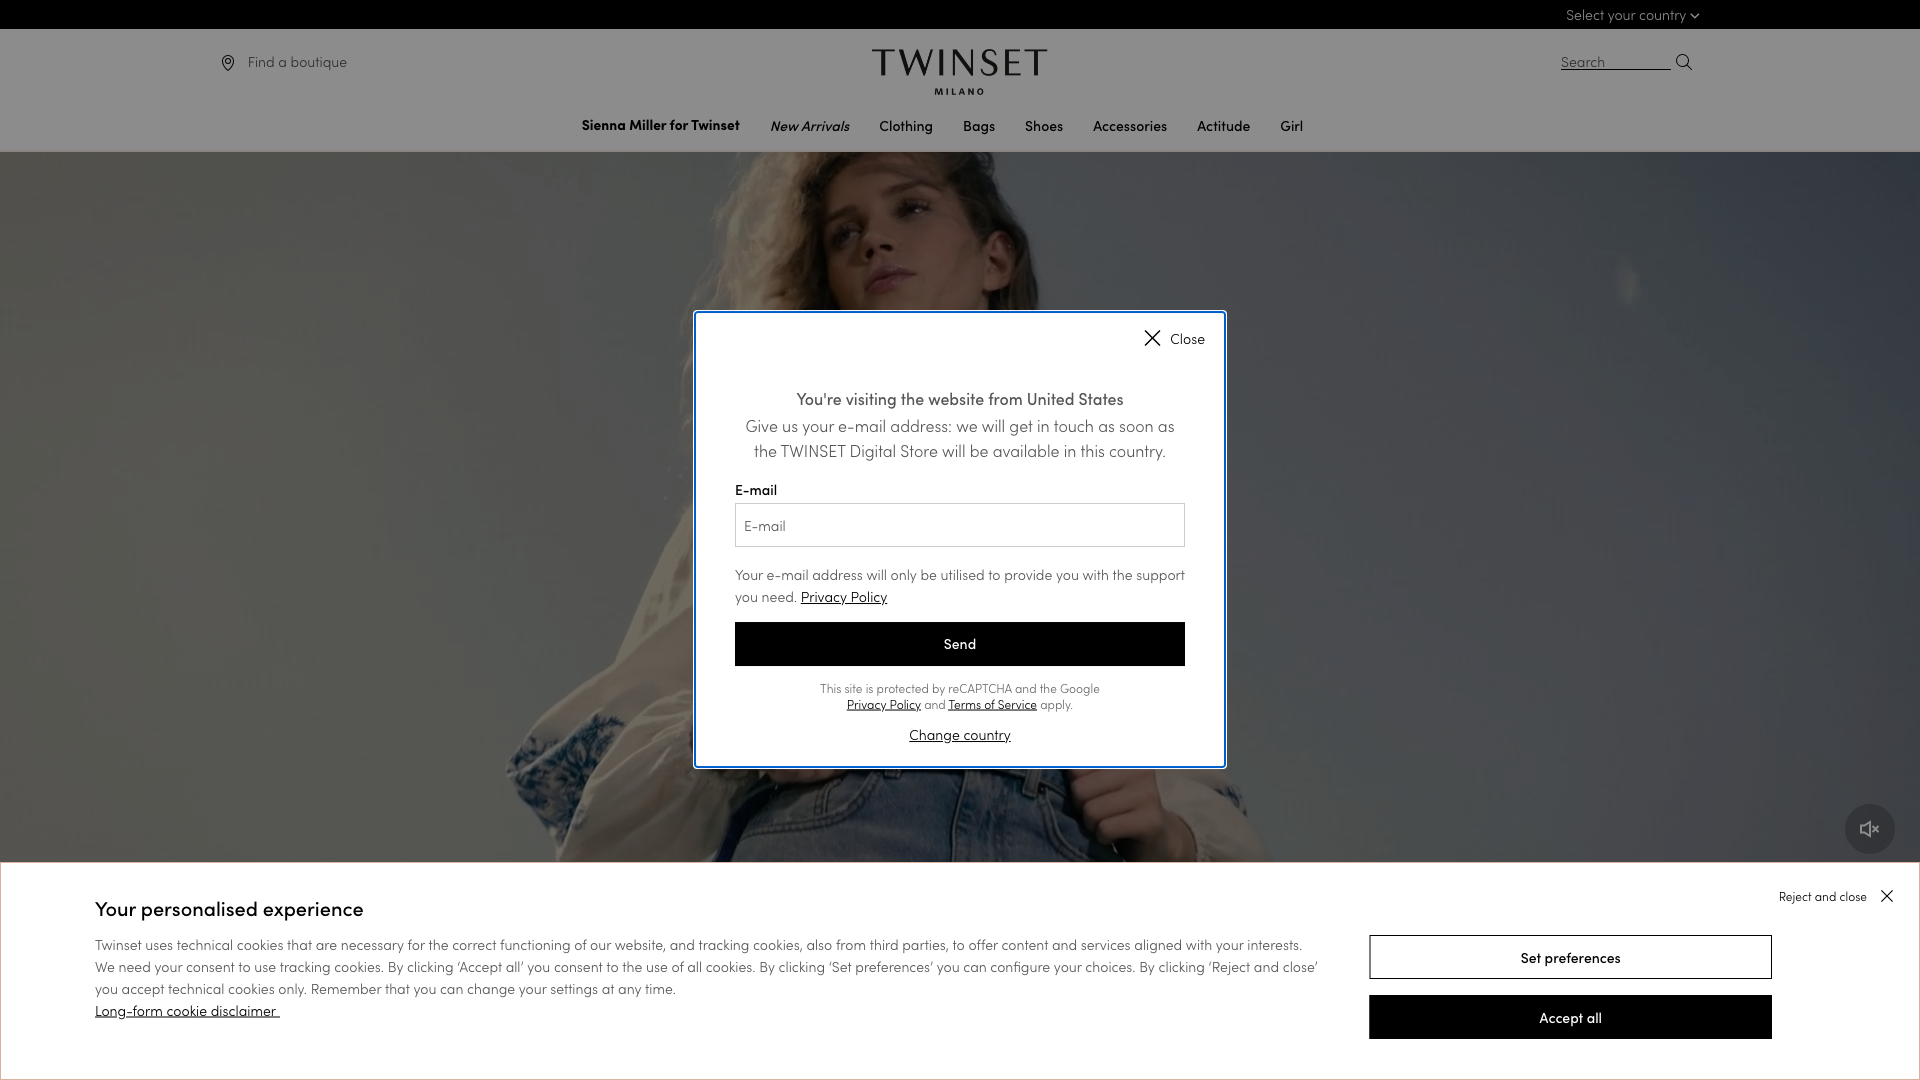 Select your country
Find a boutique
TWINSET
MILANO
Search
Sienna Miller for Twinset New Arrivals Clothing Bags Shoes Accessories Actitude Girl
Close
You're visiting the website from United States
Give us your e-mail address: we will get in touch as soon as
the TWINSET Digital Store will be available in this country.
E-mail
E-mail
Your e-mail address will only be utilised to provide you with the support
you need. Privacy Policy
Send
This site is protected by reCAPTCHA and the Google
Privacy Policy and Terms of Service apply.
Change country
Reject and close
Your personalised experience
Twinset uses technical cookies that are necessary for the correct functioning of our website, and tracking cookies, also from third parties, to offer content and services aligned with your interests.
We need your consent to use tracking cookies. By clicking ‘Accept all’ you consent to the use of all cookies. By clicking ‘Set preferences’ you can configure your choices. By clicking ‘Reject and close’
you accept technical cookies only. Remember that you can change your settings at any time.
Long-form cookie disclaimer
Set preferences
Accept all